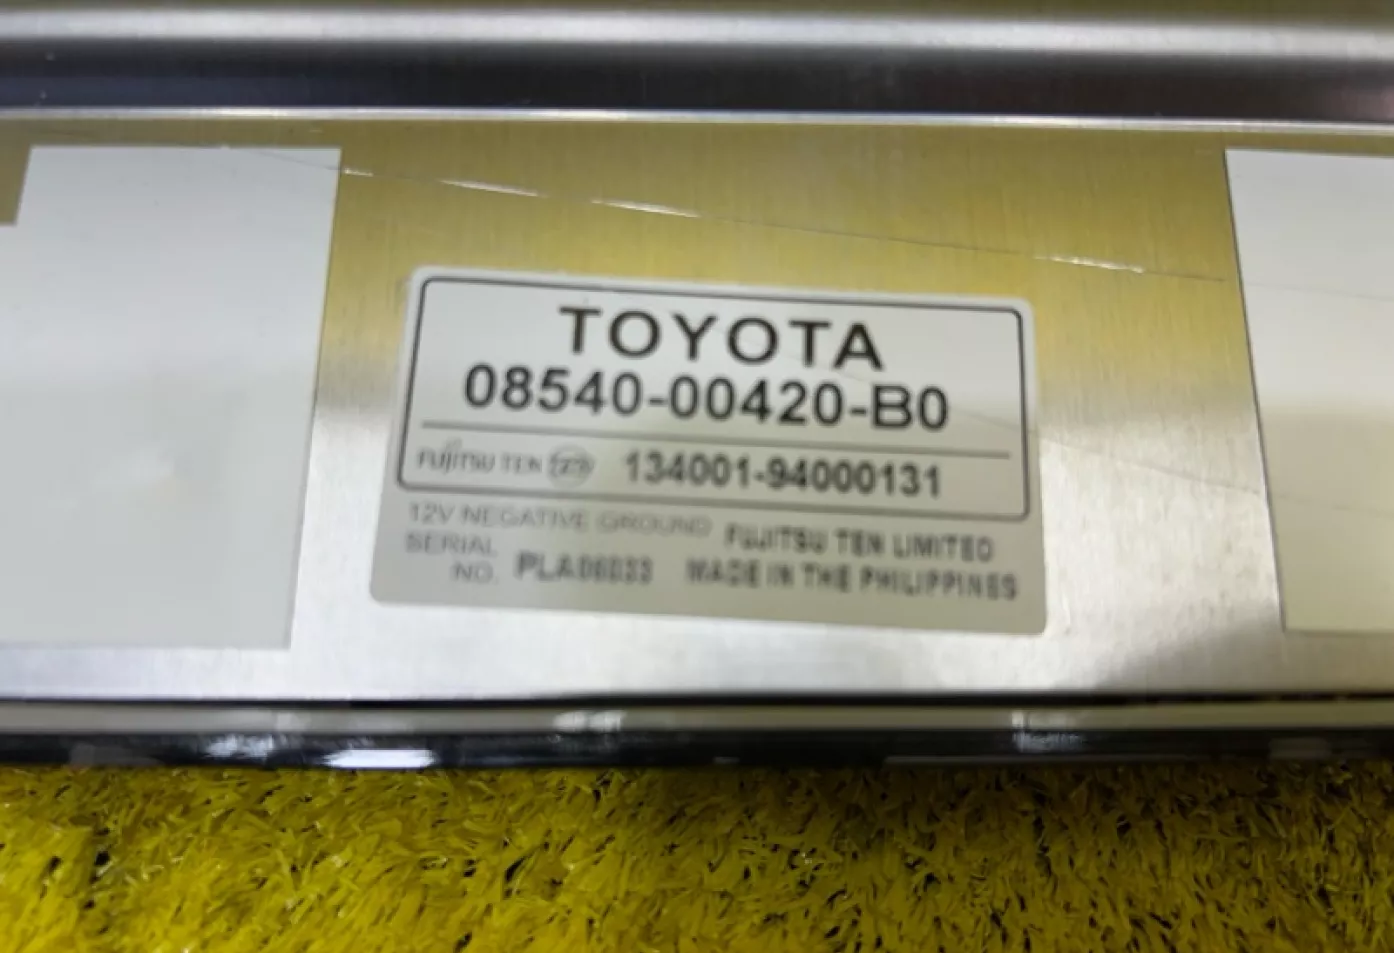 TOYOTA
08540-00420-B0
FUJITSU TEN 134001-94000131
12V NEGATIVE GROUND FUJITSU TEN LIMITED
SERIAL NO. PLA06033 MADE IN THE PHILIPPINES